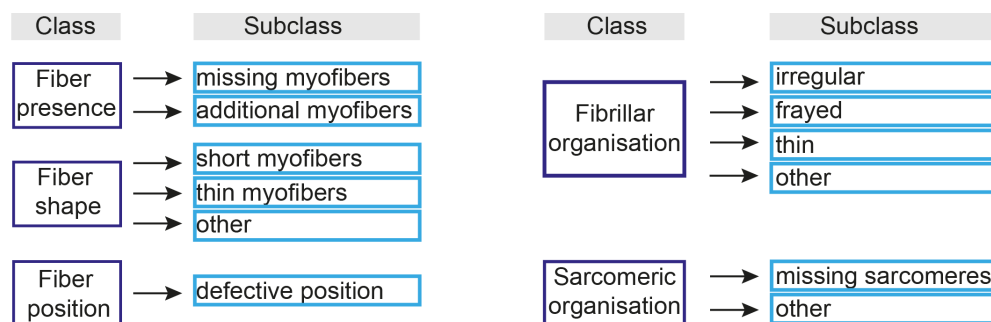 Class Subclass
Fiber
presence
missing myofibers
additional myofibers
Fiber
shape
short myofibers
thin myofibers
other
Fiber
position
defective position
Class Subclass
Fibrillar
organisation
irregular
frayed
thin
other
Sarcomeric
organisation
missing sarcomeres
other